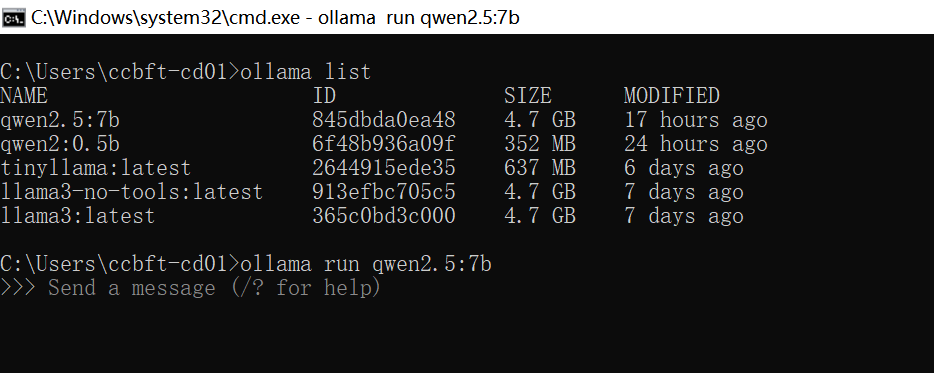 C:\Windows\system32\cmd.exe - ollama  run qwen2.5:7b
C:\Users\ccbft-cd01>ollama list
NAME                      ID              SIZE      MODIFIED
qwen2.5:7b                845dbda0ea48    4.7 GB    17 hours ago
qwen2:0.5b                6f48b936a09f    352 MB    24 hours ago
tinyllama:latest          2644915ede35    637 MB    6 days ago
llama3-no-tools:latest    913efbc705c5    4.7 GB    7 days ago
llama3:latest             365c0bd3c000    4.7 GB    7 days ago
C:\Users\ccbft-cd01>ollama run qwen2.5:7b
>>> Send a message (/? for help)